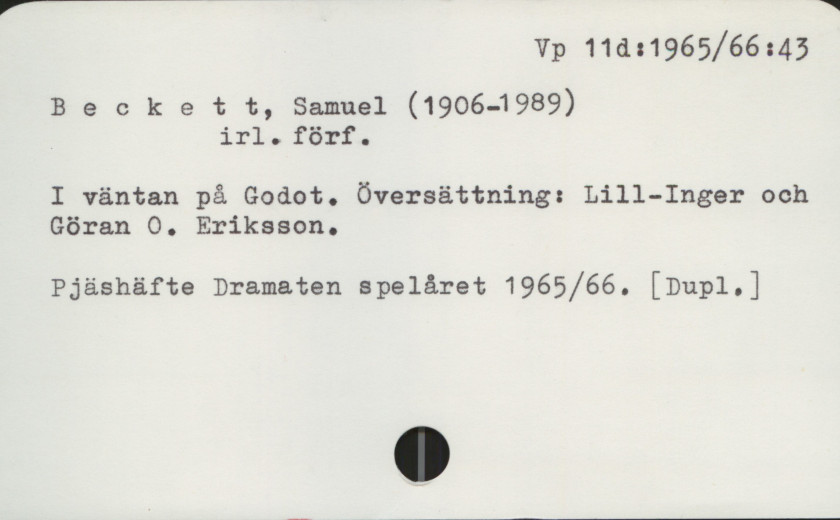 Vp 11d:1965/66:43
B e c k e t t, Samuel (1906-1989)
irl. förf.
I väntan på Godot. Översättning: Lill-Inger och
Göran O. Eriksson.
Pjäshäfte Dramaten spelåret 1965/66. [Dupl.]